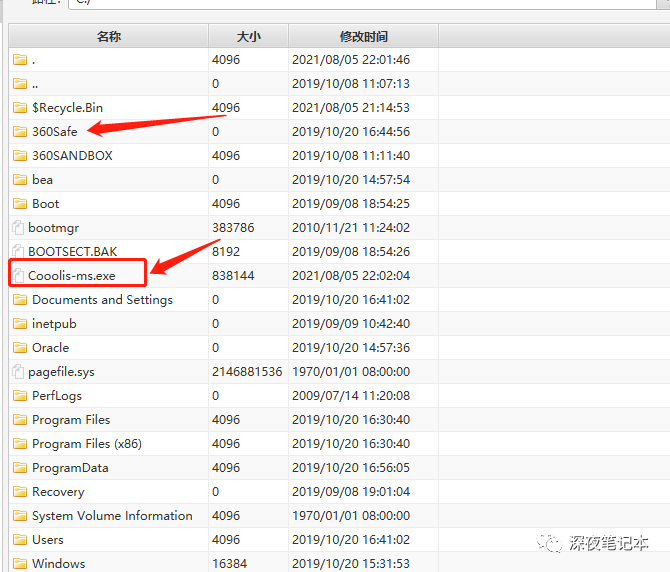 路径: C:/
名称 大小 修改时间
. 4096 2021/08/05 22:01:46
.. 0 2019/10/08 11:07:13
$Recycle.Bin 4096 2021/08/05 21:14:53
360Safe 0 2019/10/20 16:44:56
360SANDBOX 4096 2019/10/08 11:11:40
bea 0 2019/10/20 14:57:54
Boot 4096 2019/09/08 18:54:25
bootmgr 383786 2010/11/21 11:24:02
BOOTSECT.BAK 8192 2019/09/08 18:54:26
Cooolis-ms.exe 838144 2021/08/05 22:02:04
Documents and Settings 0 2019/10/20 16:41:02
inetpub 0 2019/09/09 10:42:40
Oracle 0 2019/10/20 14:57:36
pagefile.sys 2146881536 1970/01/01 08:00:00
PerfLogs 0 2009/07/14 11:20:08
Program Files 4096 2019/10/20 16:30:40
Program Files (x86) 4096 2019/10/20 16:30:40
ProgramData 4096 2019/10/20 16:56:05
Recovery 0 2019/09/08 19:01:04
System Volume Information 4096 1970/01/01 08:00:00
Users 4096 2019/10/20 16:41:02
Windows 16384 2019/10/20 15:31:53
深夜笔记本